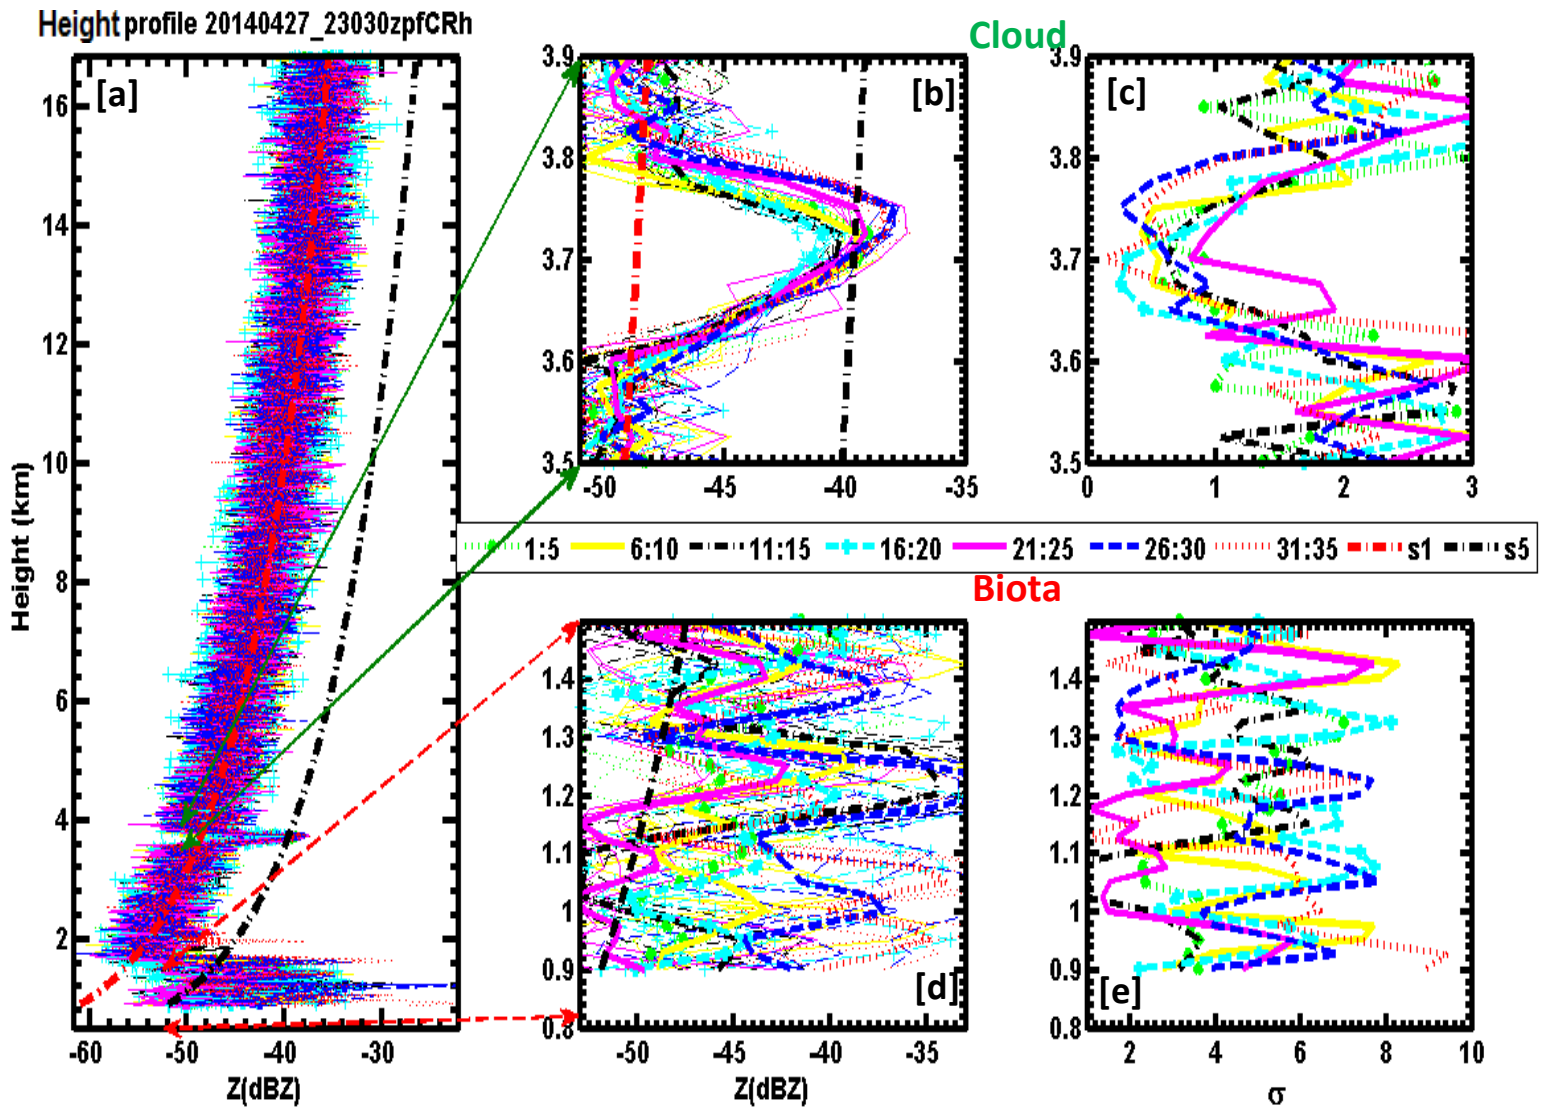 Height profile 20140427_23030zpfCRh
Cloud
[a]
[b]
[c]
16
14
12
10
8
6
4
2
Height (km)
-60 -50 -40 -30
Z(dBZ)
3.9
3.8
3.7
3.6
3.5
-50 -45 -40 -35
3.9
3.8
3.7
3.6
3.5
0 1 2 3
1:5 6:10 11:15 16:20 21:25 26:30 31:35 s1 s5
Biota
1.4
1.3
1.2
1.1
1
0.9
0.8
[d]
-50 -45 -40 -35
Z(dBZ)
1.4
1.3
1.2
1.1
1
0.9
0.8
[e]
2 4 6 8 10
σ